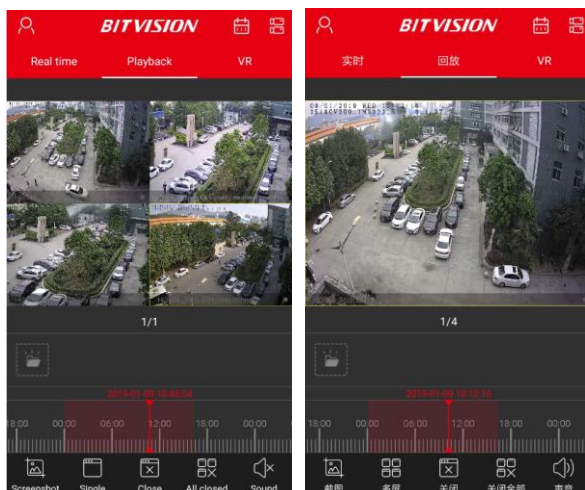 BITVISION
Real time Playback VR
1/1
2019-01-09 10:45:04
18:00 00:00 06:00 12:00 18:00 00:00
Screenshot Single Close All closed Sound
BITVISION
实时 回放 VR
1/4
2019-01-09 10:12:16
18:00 00:00 06:00 12:00 18:00 00:00
截图 多屏 关闭 关闭全部 声音